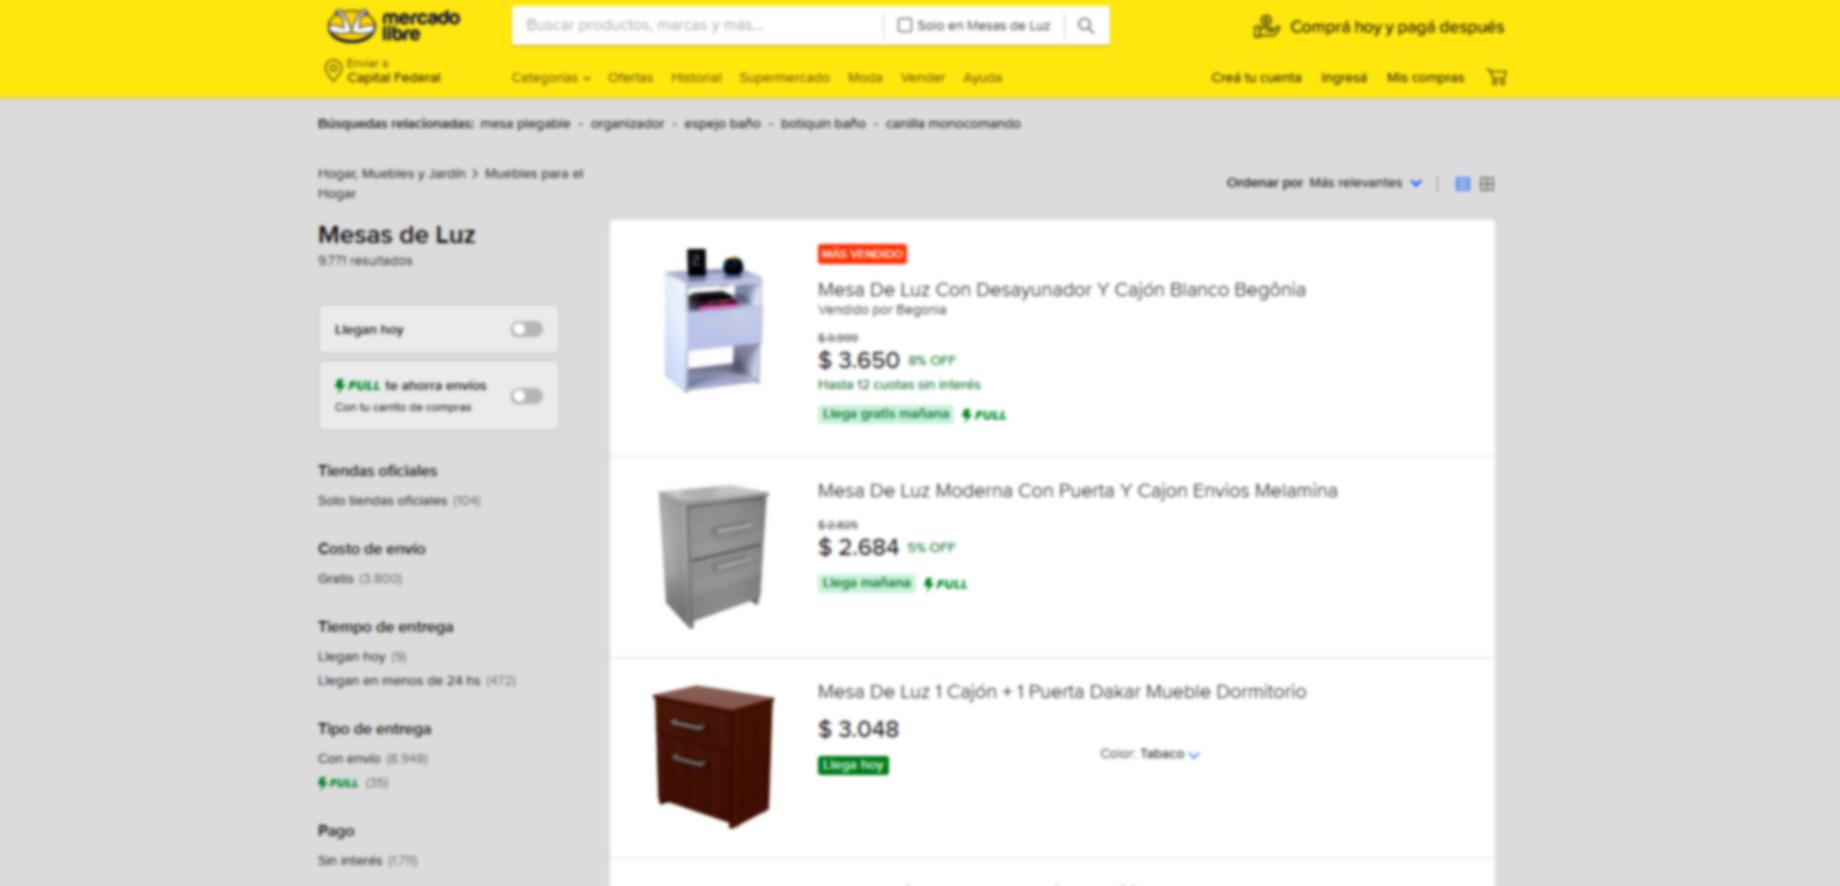 mercado
libre
Buscar productos, marcas y más...
Solo en Mesas de Luz
Comprá hoy y pagá después
Enviar a
Capital Federal
Categorías Ofertas Historial Supermercado Moda Vender Ayuda
Creá tu cuenta Ingresá Mis compras
Búsquedas relacionadas: mesa plegable - organizador - espejo baño - botiquin baño - canilla monocomando
Hogar, Muebles y Jardín > Muebles para el
Hogar
Ordenar por Más relevantes
Mesas de Luz
9.771 resultados
Llegan hoy
FULL te ahorra envíos
Con tu carrito de compras
Tiendas oficiales
Solo tiendas oficiales (104)
Costo de envío
Gratis (3.800)
Tiempo de entrega
Llegan hoy (9)
Llegan en menos de 24 hs (472)
Tipo de entrega
Con envío (8.948)
FULL (35)
Pago
Sin interés (1.711)
MÁS VENDIDO
Mesa De Luz Con Desayunador Y Cajón Blanco Begônia
Vendido por Begonia
$ 3.999
$ 3.650 8% OFF
Hasta 12 cuotas sin interés
Llega gratis mañana FULL
Mesa De Luz Moderna Con Puerta Y Cajon Envios Melamina
$ 2.825
$ 2.684 5% OFF
Llega mañana FULL
Mesa De Luz 1 Cajón + 1 Puerta Dakar Mueble Dormitorio
$ 3.048
Color: Tabaco
Llega hoy